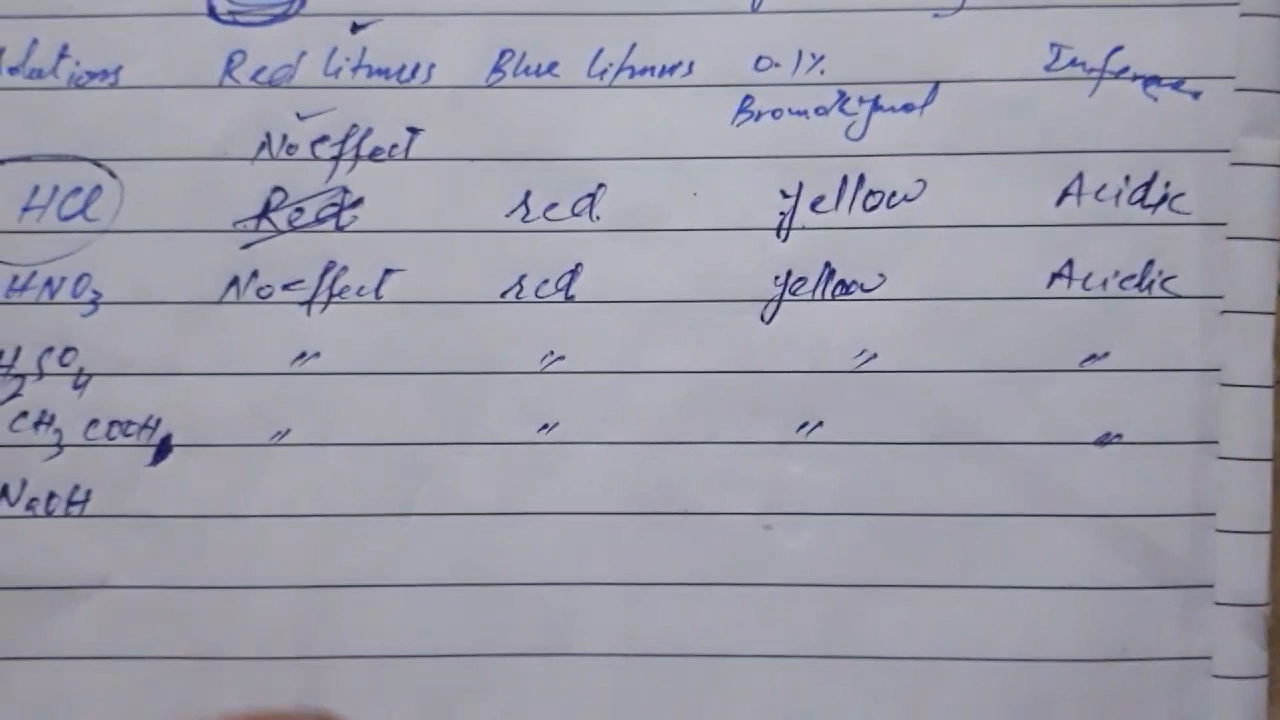 olutions Red litmus Blue litmus 0.1% Inference
Bromothymol
No effect
HCl Red red yellow Acidic
HNO3 No effect red yellow Acidic
H2SO4 " " " "
CH3COOH " " " "
NaOH